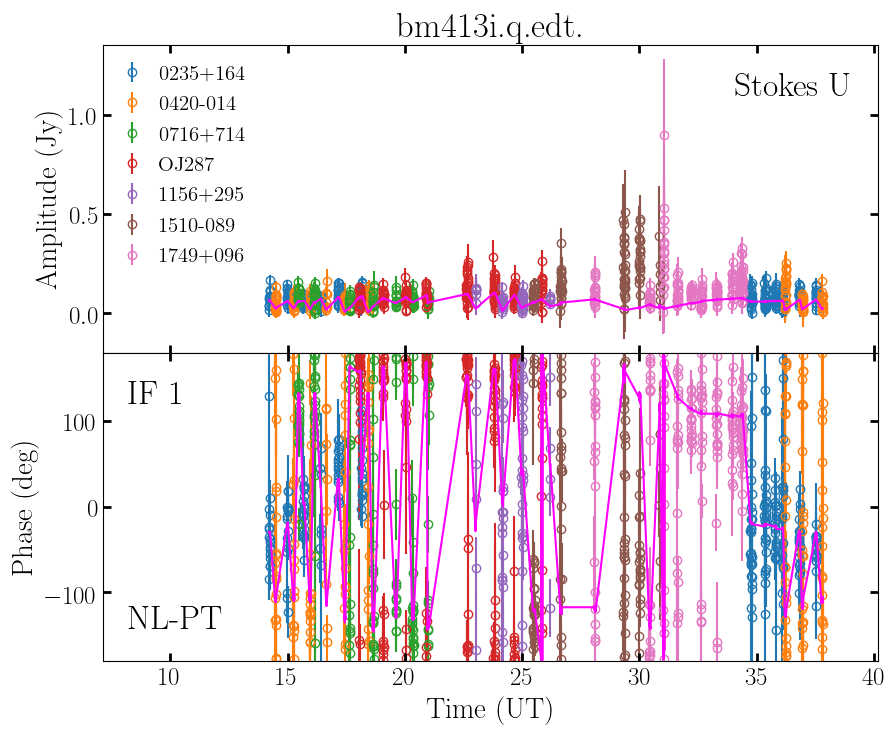 bm413i.q.edt.
Stokes U
0235+164
0420-014
0716+714
OJ287
1156+295
1510-089
1749+096
Amplitude (Jy)
1.0
0.5
0.0
IF 1
NL-PT
Phase (deg)
100
0
−100
10
15
20
25
30
35
40
Time (UT)